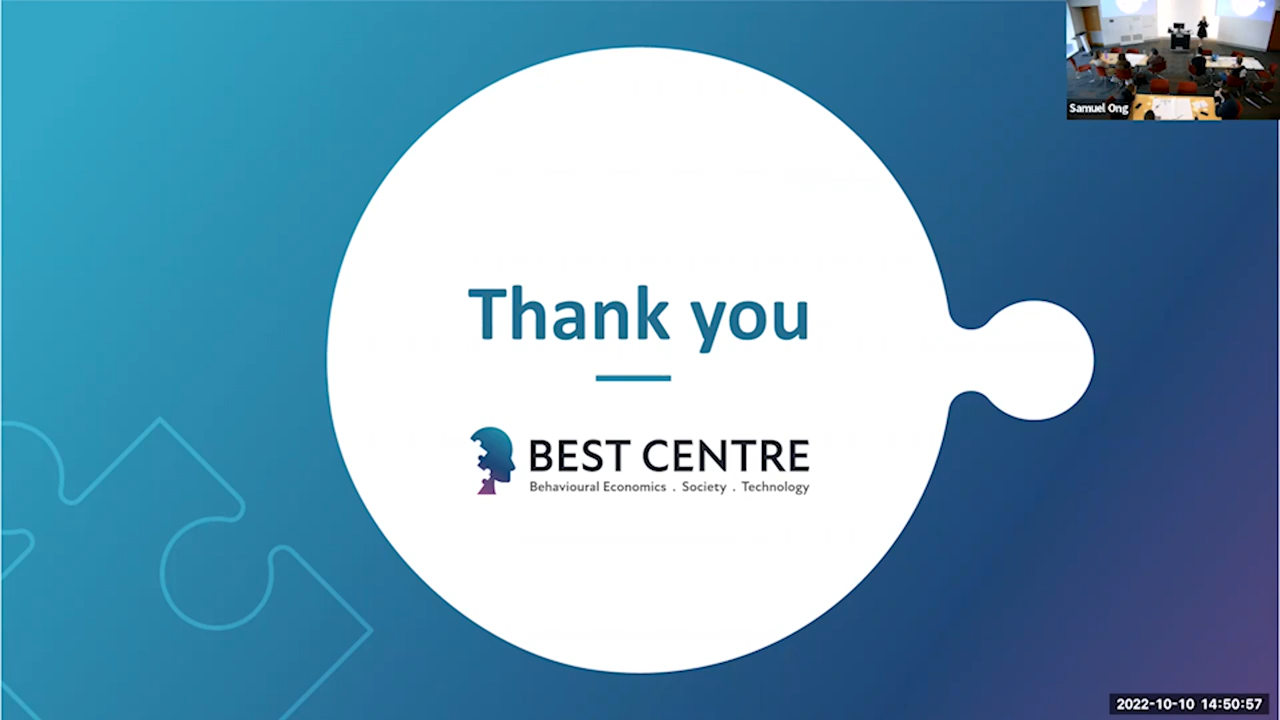 Samuel Ong
Thank you
BEST CENTRE
Behavioural Economics . Society . Technology
2022-10-10 14:50:57